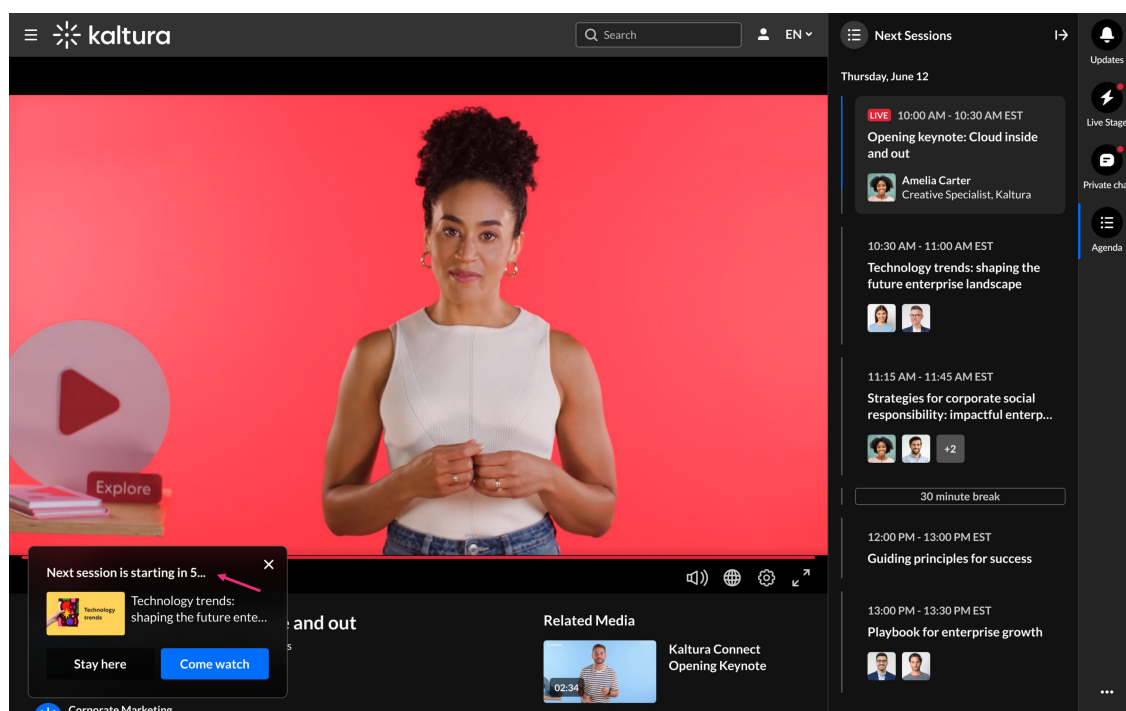 kaltura
Search
EN
Explore
Next session is starting in 5...
Technology
trends
Technology trends:
shaping the future ente...
Stay here
Come watch
and out
s
Related Media
02:34
Kaltura Connect
Opening Keynote
Corporate Marketing
Next Sessions
Thursday, June 12
LIVE 10:00 AM - 10:30 AM EST
Opening keynote: Cloud inside
and out
Amelia Carter
Creative Specialist, Kaltura
10:30 AM - 11:00 AM EST
Technology trends: shaping the
future enterprise landscape
11:15 AM - 11:45 AM EST
Strategies for corporate social
responsibility: impactful enterp...
+2
30 minute break
12:00 PM - 13:00 PM EST
Guiding principles for success
13:00 PM - 13:30 PM EST
Playbook for enterprise growth
Updates
Live Stage
Private cha
Agenda